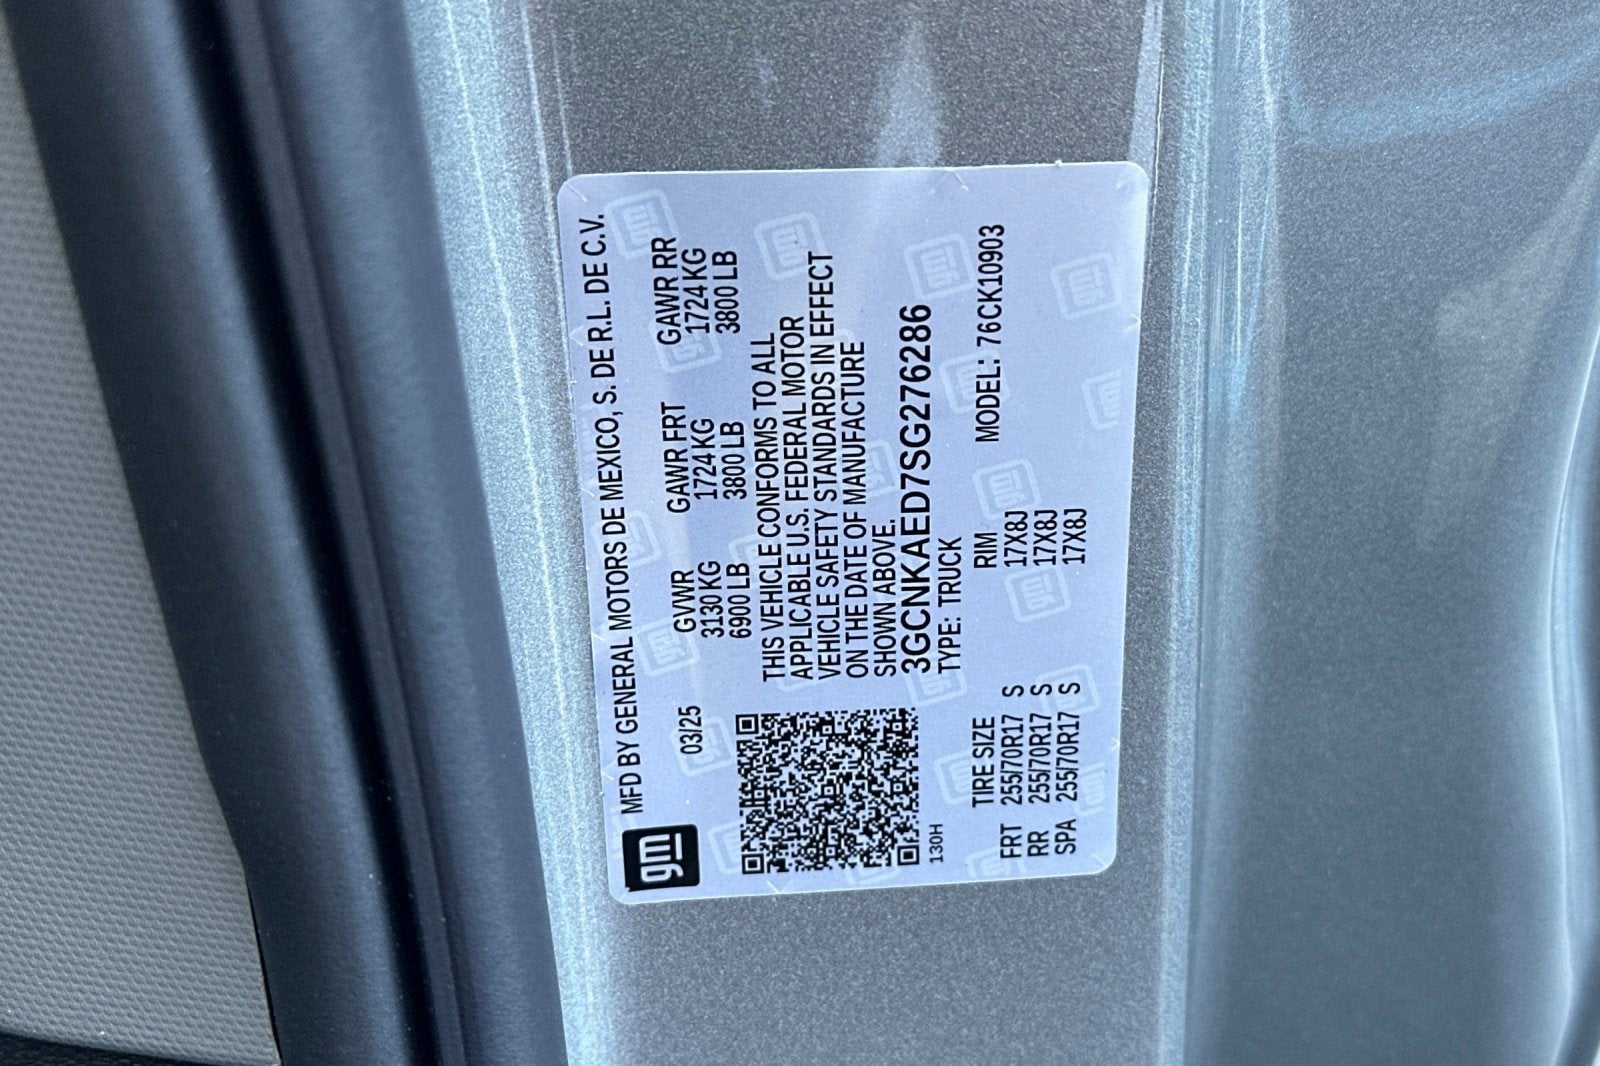 gm MFD BY GENERAL MOTORS DE MEXICO, S. DE R.L. DE C.V.
03/25 GVWR GAWR FRT GAWR RR
3130 KG 1724 KG 1724 KG
6900 LB 3800 LB 3800 LB
THIS VEHICLE CONFORMS TO ALL
APPLICABLE U.S. FEDERAL MOTOR
VEHICLE SAFETY STANDARDS IN EFFECT
ON THE DATE OF MANUFACTURE
SHOWN ABOVE.
3GCNKAED7SG276286
130H TYPE: TRUCK
TIRE SIZE RIM MODEL: 76CK10903
FRT 255/70R17 S 17X8J
RR 255/70R17 S 17X8J
SPA 255/70R17 S 17X8J